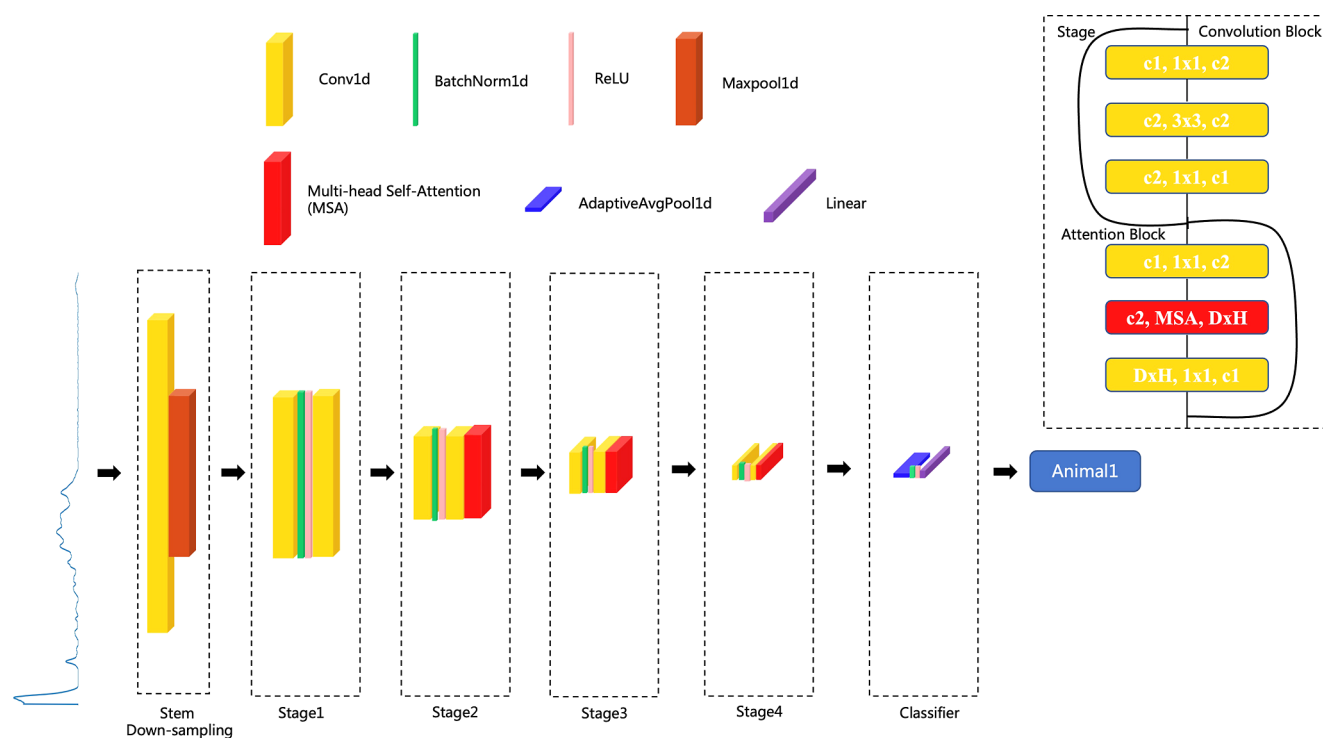 Conv1d
BatchNorm1d
ReLU
Maxpool1d
Multi-head Self-Attention
(MSA)
AdaptiveAvgPool1d
Linear
Stage
Convolution Block
c1, 1x1, c2
c2, 3x3, c2
c2, 1x1, c1
Attention Block
c1, 1x1, c2
c2, MSA, DxH
DxH, 1x1, c1
Animal1
Stem
Down-sampling
Stage1
Stage2
Stage3
Stage4
Classifier